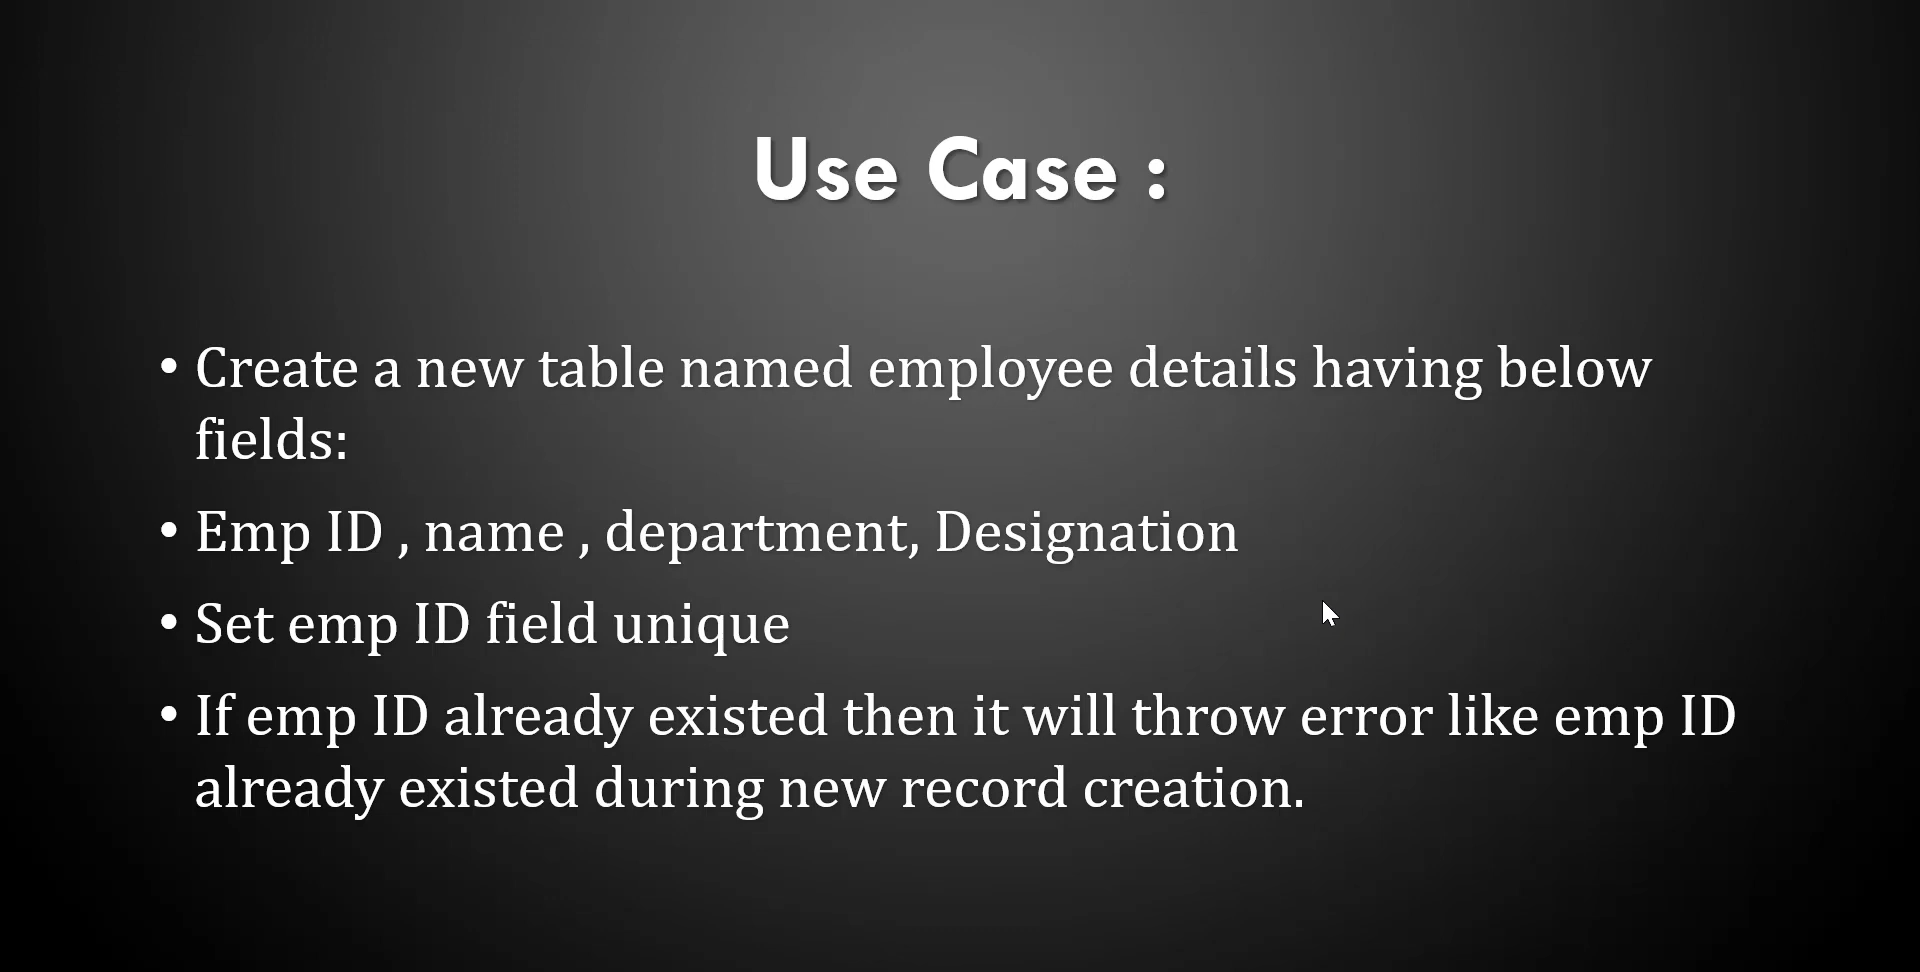 Use Case :
• Create a new table named employee details having below
fields:
• Emp ID , name , department, Designation
• Set emp ID field unique
• If emp ID already existed then it will throw error like emp ID
already existed during new record creation.